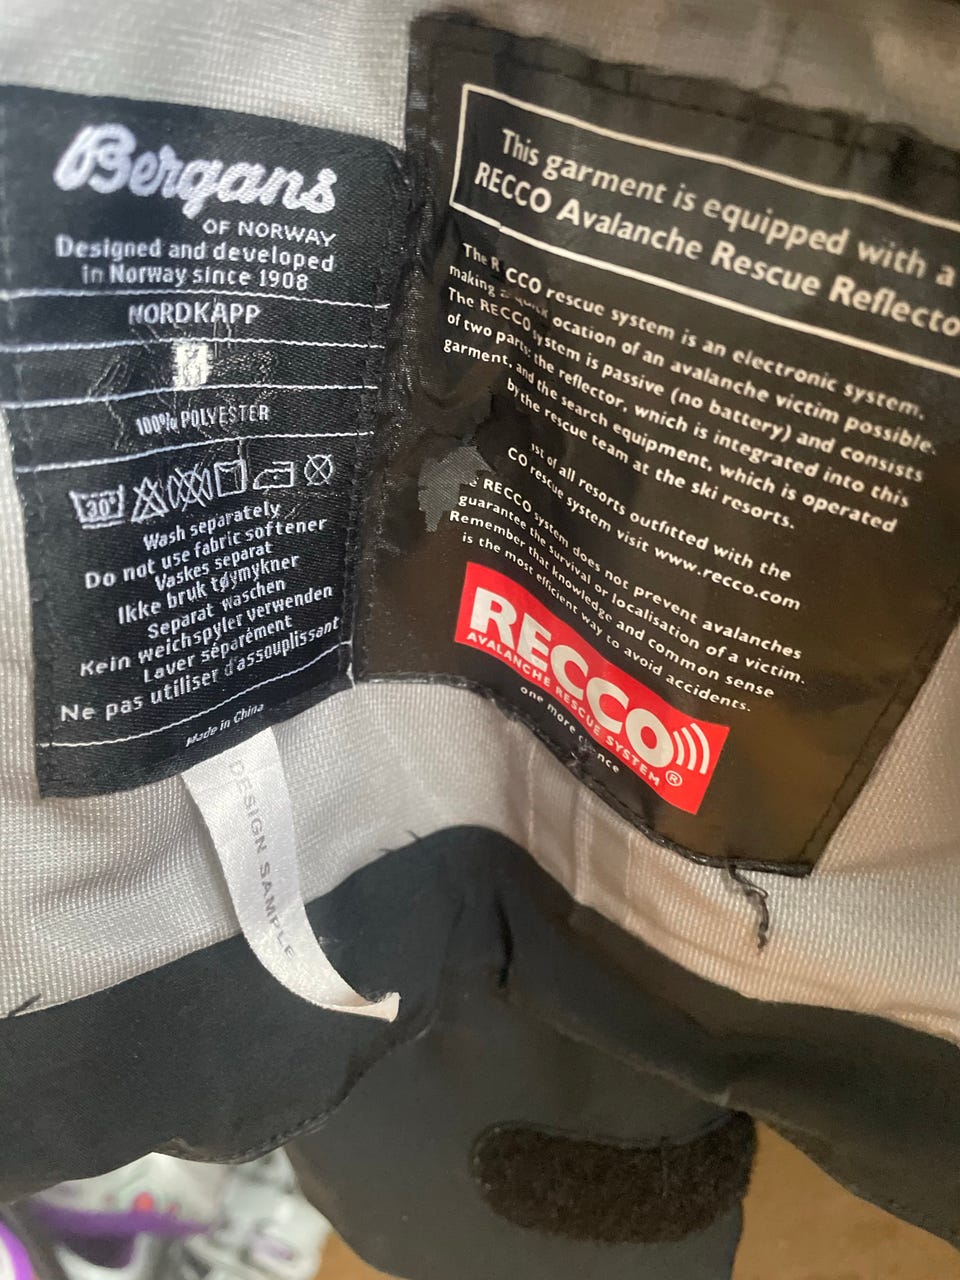 Bergans
OF NORWAY
Designed and developed
in Norway since 1908
NORDKAPP
100% POLYESTER
30°
Wash separately
Do not use fabric softener
Vaskes separat
Ikke bruk tøymykner
Separat waschen
Kein weichspyler verwenden
Laver séparément
Ne pas utiliser d'assouplissant
Made in China
DESIGN SAMPLE
This garment is equipped with a
RECCO Avalanche Rescue Reflecto
The R CCO rescue system is an electronic system,
making a quick ocation of an avalanche victim possible.
The RECCO system is passive (no battery) and consists
of two parts: the reflector, which is integrated into this
garment, and the search equipment, which is operated
by the rescue team at the ski resorts.
of all resorts outfitted with the
CO rescue system visit www.recco.com
RECCO system does not prevent avalanches
guarantee the survival or localisation of a victim.
Remember that knowledge and common sense
is the most efficient way to avoid accidents.
RECCO®
AVALANCHE RESCUE SYSTEM
one more c ance